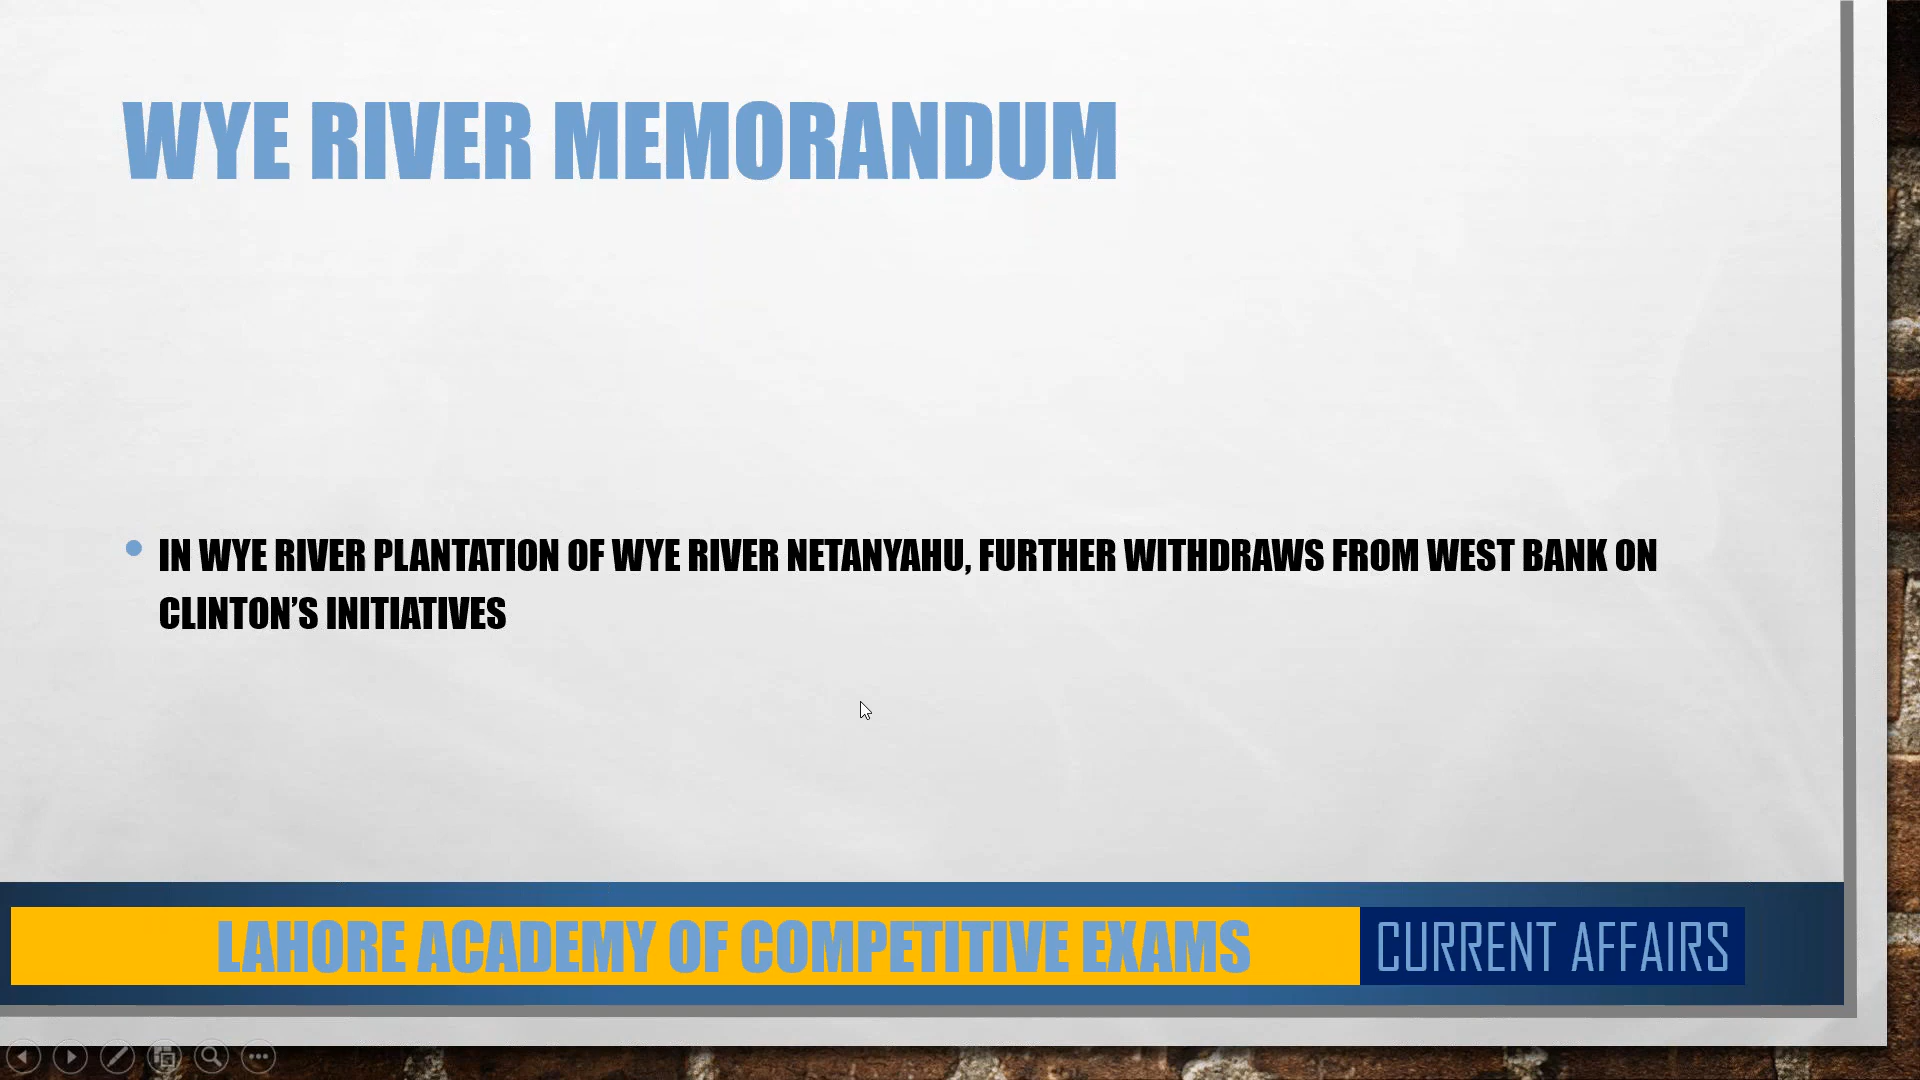 WYE RIVER MEMORANDUM
IN WYE RIVER PLANTATION OF WYE RIVER NETANYAHU, FURTHER WITHDRAWS FROM WEST BANK ON
CLINTON’S INITIATIVES
LAHORE ACADEMY OF COMPETITIVE EXAMS
CURRENT AFFAIRS